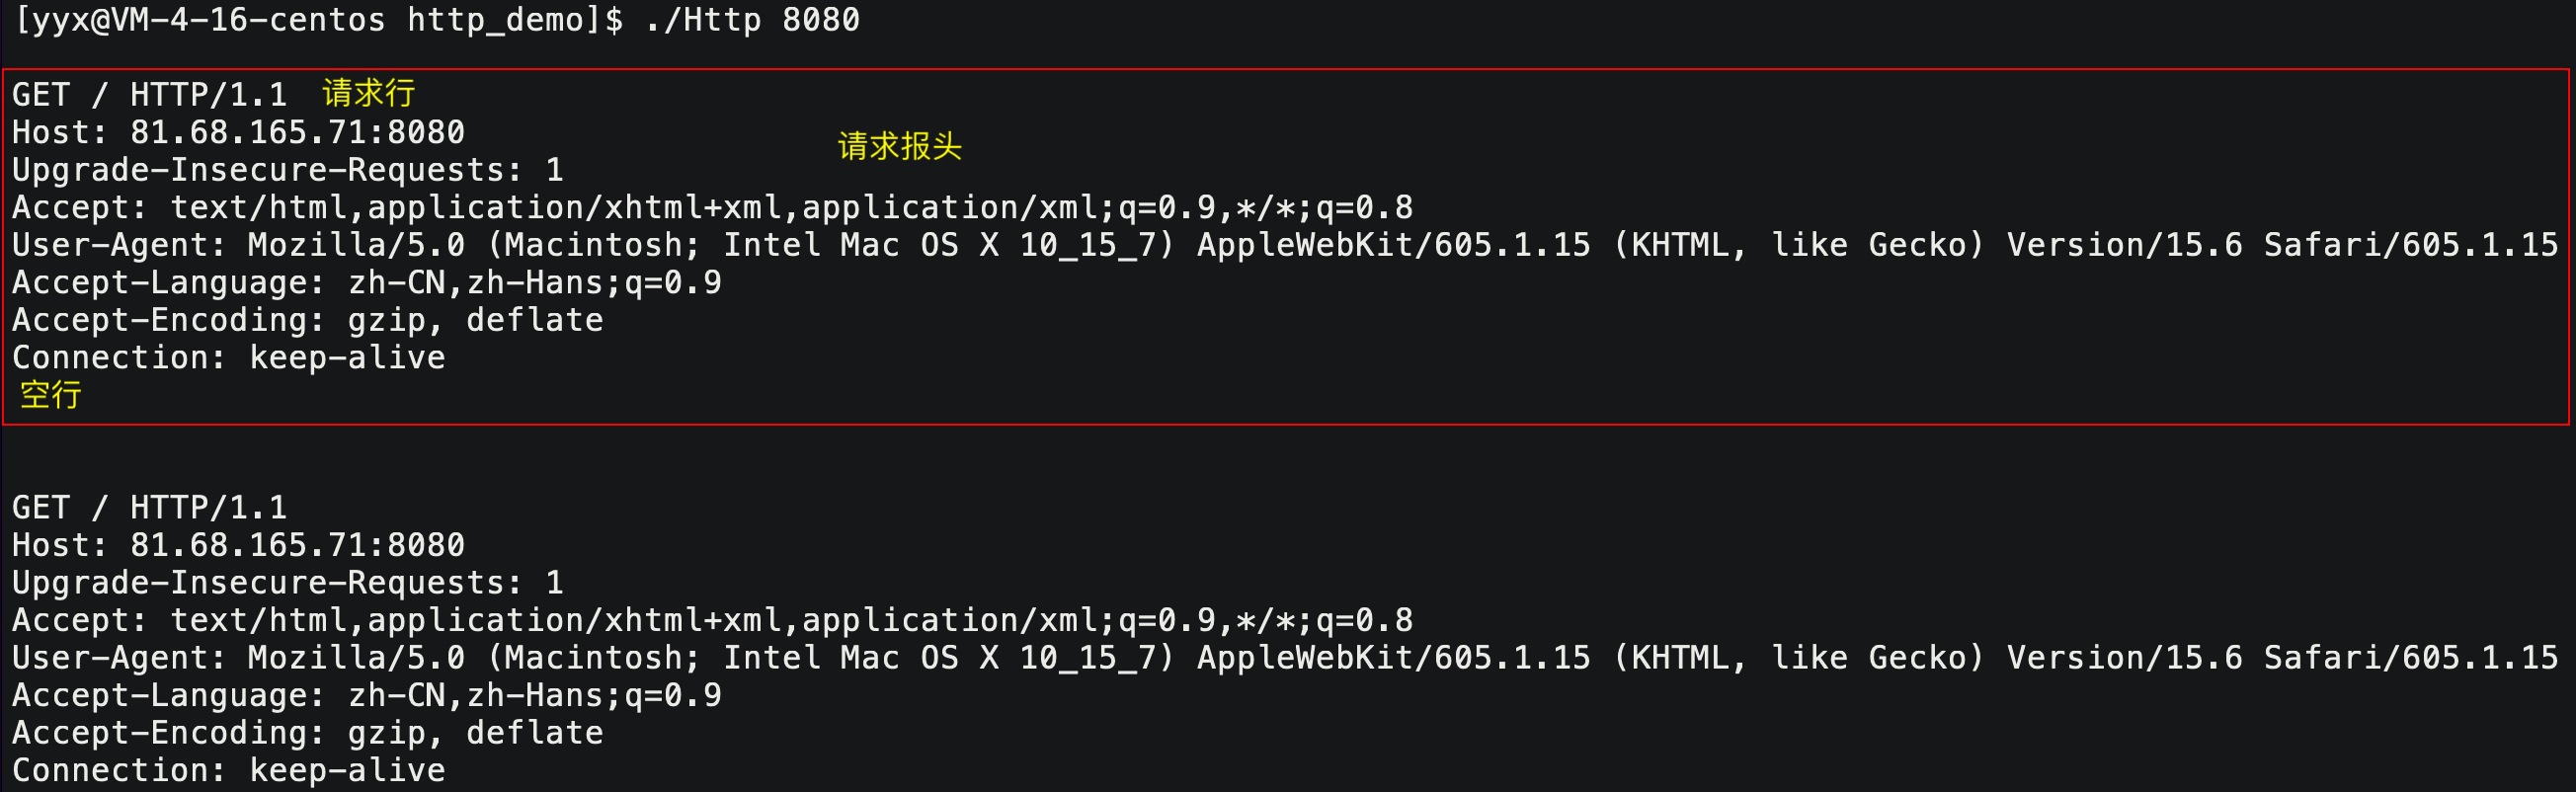 [yyx@VM-4-16-centos http_demo]$ ./Http 8080
GET / HTTP/1.1 请求行
Host: 81.68.165.71:8080
请求报头
Upgrade-Insecure-Requests: 1
Accept: text/html,application/xhtml+xml,application/xml;q=0.9,*/*;q=0.8
User-Agent: Mozilla/5.0 (Macintosh; Intel Mac OS X 10_15_7) AppleWebKit/605.1.15 (KHTML, like Gecko) Version/15.6 Safari/605.1.15
Accept-Language: zh-CN,zh-Hans;q=0.9
Accept-Encoding: gzip, deflate
Connection: keep-alive
空行
GET / HTTP/1.1
Host: 81.68.165.71:8080
Upgrade-Insecure-Requests: 1
Accept: text/html,application/xhtml+xml,application/xml;q=0.9,*/*;q=0.8
User-Agent: Mozilla/5.0 (Macintosh; Intel Mac OS X 10_15_7) AppleWebKit/605.1.15 (KHTML, like Gecko) Version/15.6 Safari/605.1.15
Accept-Language: zh-CN,zh-Hans;q=0.9
Accept-Encoding: gzip, deflate
Connection: keep-alive